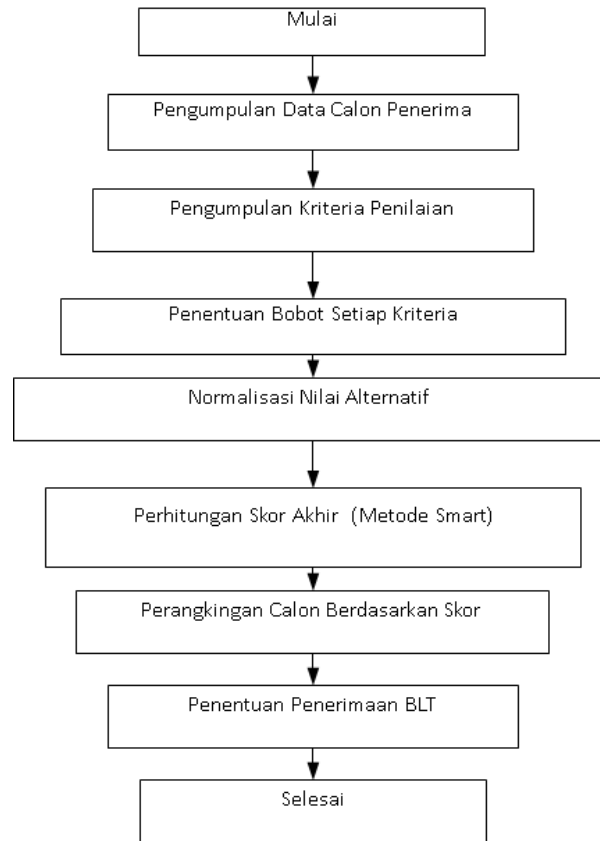 Mulai
Pengumpulan Data Calon Penerima
Pengumpulan Kriteria Penilaian
Penentuan Bobot Setiap Kriteria
Normalisasi Nilai Alternatif
Perhitungan Skor Akhir (Metode Smart)
Perangkingan Calon Berdasarkan Skor
Penentuan Penerimaan BLT
Selesai